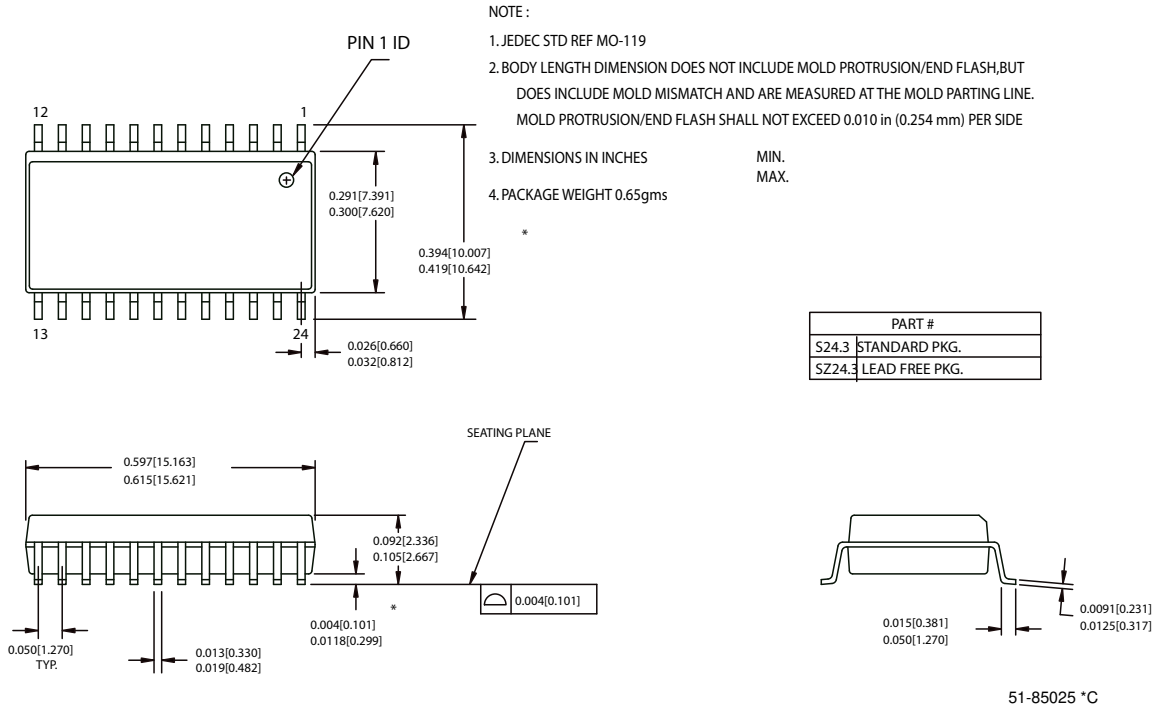 NOTE :
1. JEDEC STD REF MO-119
2. BODY LENGTH DIMENSION DOES NOT INCLUDE MOLD PROTRUSION/END FLASH,BUT
DOES INCLUDE MOLD MISMATCH AND ARE MEASURED AT THE MOLD PARTING LINE.
MOLD PROTRUSION/END FLASH SHALL NOT EXCEED 0.010 in (0.254 mm) PER SIDE
3. DIMENSIONS IN INCHES
MIN.
MAX.
4. PACKAGE WEIGHT 0.65gms
*
PIN 1 ID
12
1
0.291[7.391]
0.300[7.620]
0.394[10.007]
0.419[10.642]
13
24
0.026[0.660]
0.032[0.812]
PART #
S24.3 STANDARD PKG.
SZ24.3 LEAD FREE PKG.
SEATING PLANE
0.597[15.163]
0.615[15.621]
0.092[2.336]
0.105[2.667]
*
0.004[0.101]
0.004[0.101]
0.0118[0.299]
0.050[1.270]
TYP.
0.013[0.330]
0.019[0.482]
0.015[0.381]
0.050[1.270]
0.0091[0.231]
0.0125[0.317]
51-85025 *C